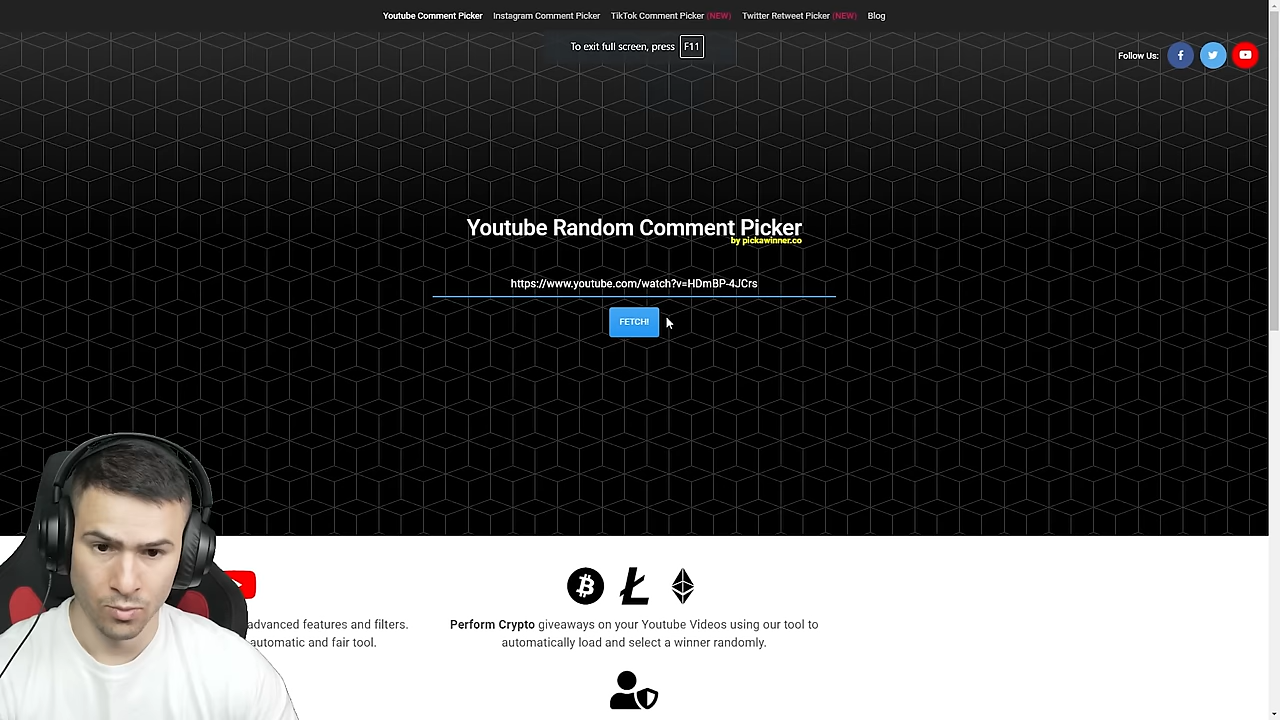 Youtube Comment Picker Instagram Comment Picker TikTok Comment Picker (NEW) Twitter Retweet Picker (NEW) Blog
To exit full screen, press F11
Follow Us:
Youtube Random Comment Picker
by pickawinner.co
https://www.youtube.com/watch?v=HDmBP-4JCrs
FETCH!
advanced features and filters.
automatic and fair tool.
Perform Crypto giveaways on your Youtube Videos using our tool to
automatically load and select a winner randomly.